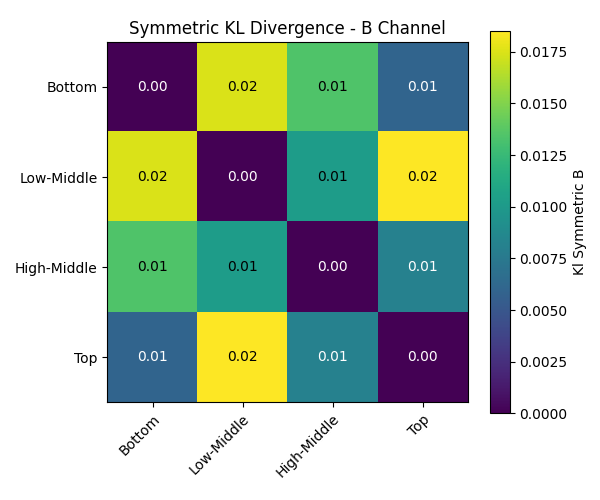 Symmetric KL Divergence - B Channel
Bottom 0.00 0.02 0.01 0.01
Low-Middle 0.02 0.00 0.01 0.02
High-Middle 0.01 0.01 0.00 0.01
Top 0.01 0.02 0.01 0.00
Bottom Low-Middle High-Middle Top
0.0175
0.0150
0.0125
0.0100
0.0075
0.0050
0.0025
0.0000
Kl Symmetric B